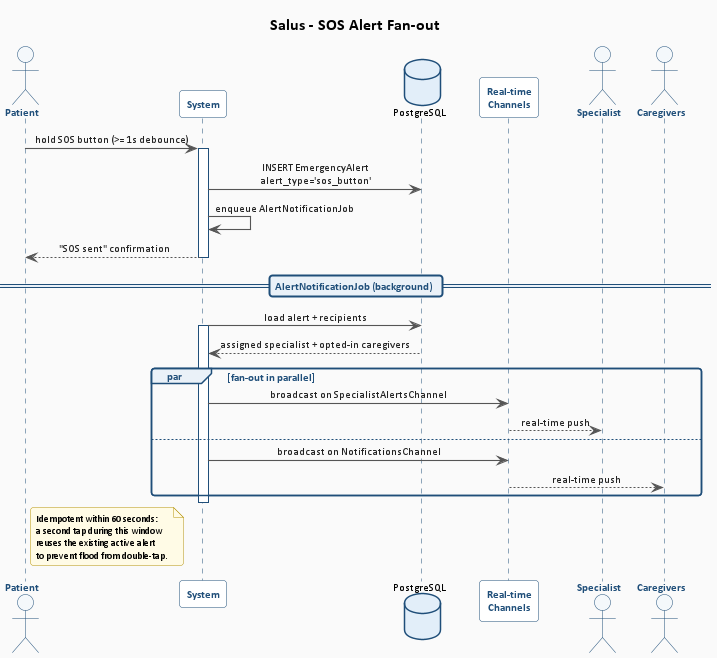 Salus - SOS Alert Fan-out
Patient
System
PostgreSQL
Real-time
Channels
Specialist
Caregivers
hold SOS button (>= 1s debounce)
INSERT EmergencyAlert
alert_type='sos_button'
enqueue AlertNotificationJob
"SOS sent" confirmation
AlertNotificationJob (background)
load alert + recipients
assigned specialist + opted-in caregivers
par
[fan-out in parallel]
broadcast on SpecialistAlertsChannel
real-time push
broadcast on NotificationsChannel
real-time push
Idempotent within 60 seconds:
a second tap during this window
reuses the existing active alert
to prevent flood from double-tap.
Patient
System
PostgreSQL
Real-time
Channels
Specialist
Caregivers